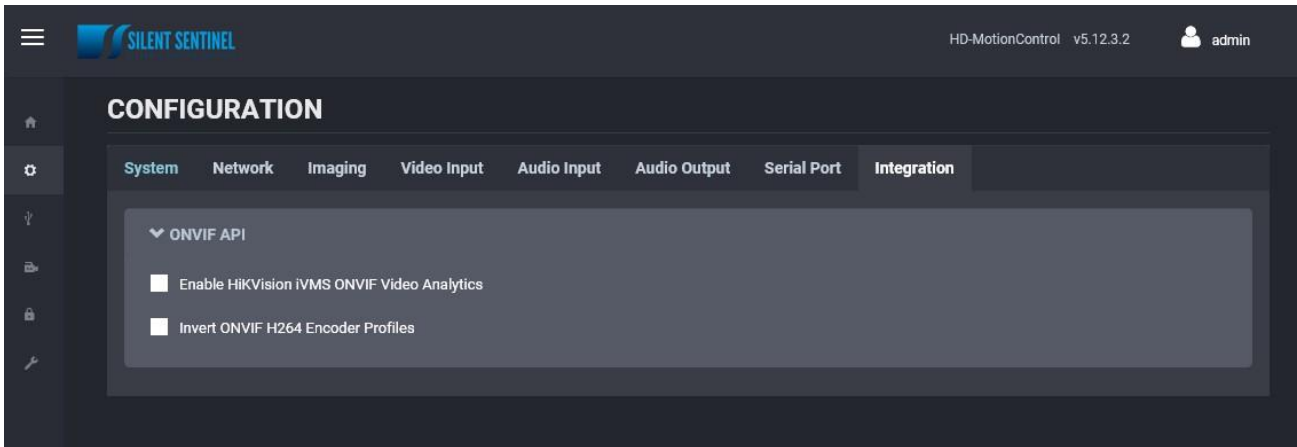 SILENT SENTINEL
HD-MotionControl v5.12.3.2 admin
CONFIGURATION
System Network Imaging Video Input Audio Input Audio Output Serial Port Integration
ONVIF API
Enable HiKVision iVMS ONVIF Video Analytics
Invert ONVIF H264 Encoder Profiles